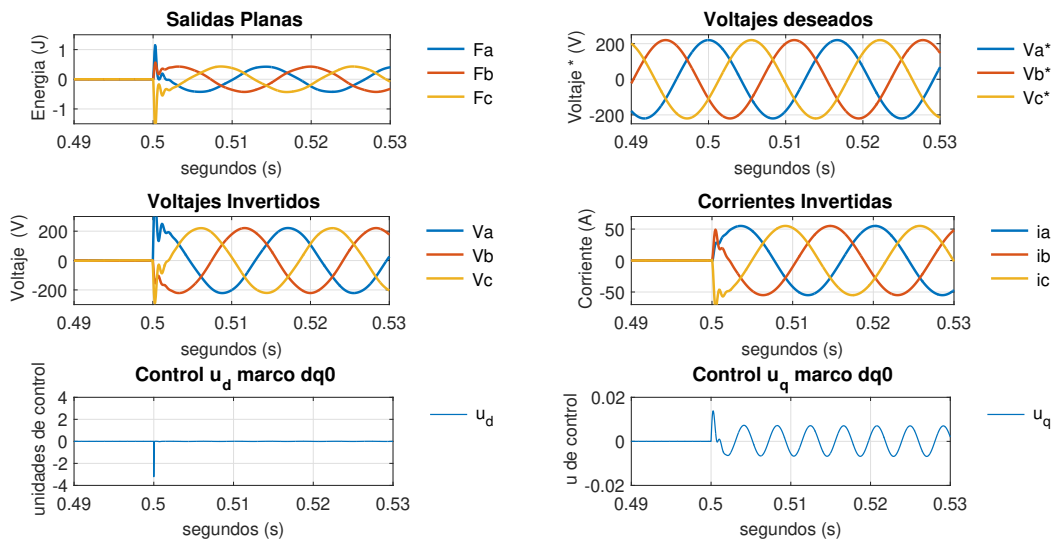 Salidas Planas
Energia (J)
1
0
-1
0.49 0.5 0.51 0.52 0.53
segundos (s)
Fa
Fb
Fc
Voltajes deseados
Voltaje * (V)
200
0
-200
0.49 0.5 0.51 0.52 0.53
segundos (s)
Va*
Vb*
Vc*
Voltajes Invertidos
Voltaje (V)
200
0
-200
0.49 0.5 0.51 0.52 0.53
segundos (s)
Va
Vb
Vc
Corrientes Invertidas
Corriente (A)
50
0
-50
0.49 0.5 0.51 0.52 0.53
segundos (s)
ia
ib
ic
Control u_d marco dq0
unidades de control
4
2
0
-2
-4
0.49 0.5 0.51 0.52 0.53
segundos (s)
u_d
Control u_q marco dq0
u de control
0.02
0
-0.02
0.49 0.5 0.51 0.52 0.53
segundos (s)
u_q